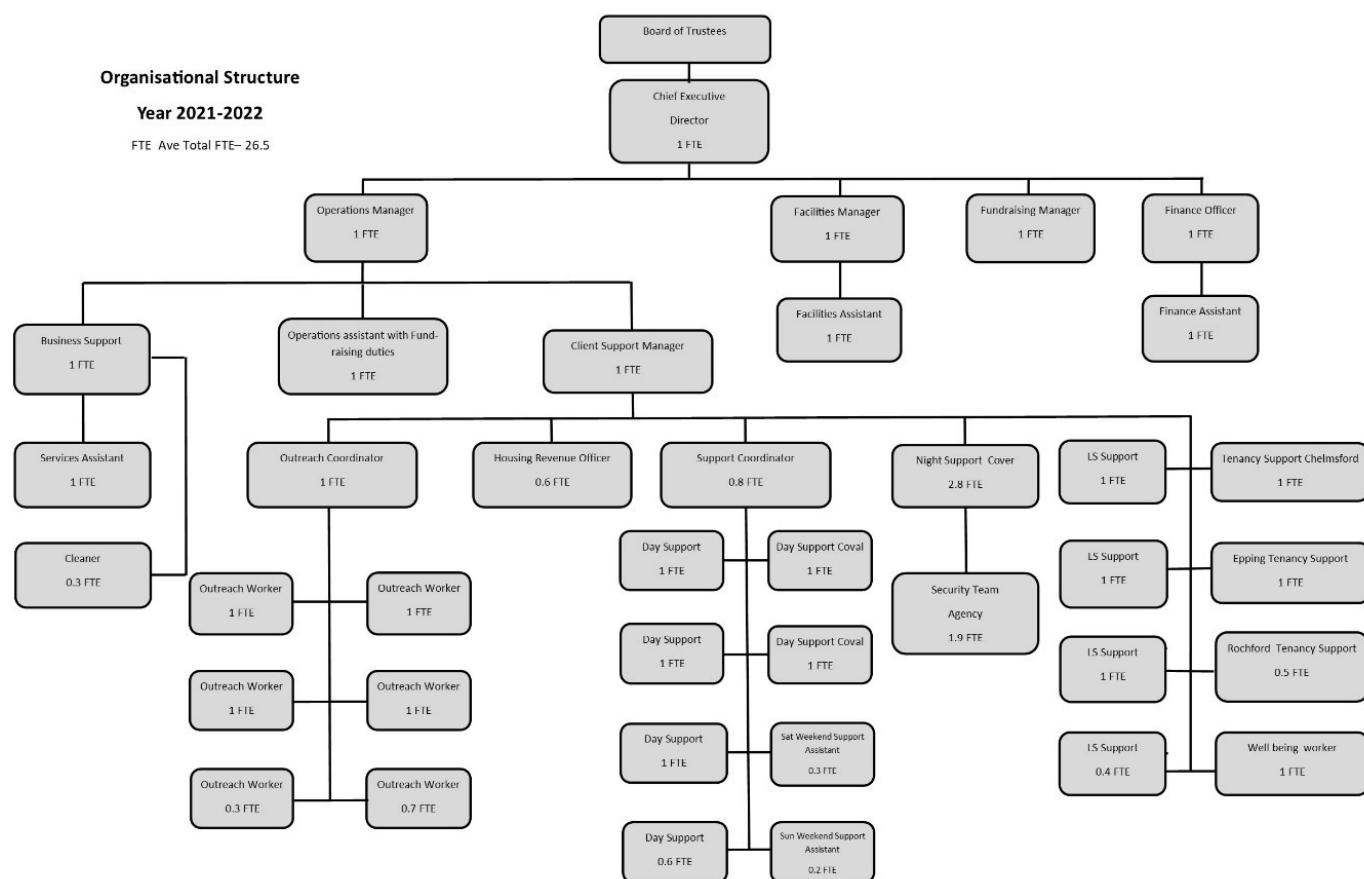 Board of Trustees
Organisational Structure
Year 2021-2022
FTE Ave Total FTE– 26.5
Chief Executive
Director
1 FTE
Operations Manager
1 FTE
Facilities Manager
1 FTE
Fundraising Manager
1 FTE
Finance Officer
1 FTE
Business Support
1 FTE
Operations assistant with Fund-
raising duties
1 FTE
Client Support Manager
1 FTE
Facilities Assistant
1 FTE
Finance Assistant
1 FTE
Services Assistant
1 FTE
Cleaner
0.3 FTE
Outreach Coordinator
1 FTE
Housing Revenue Officer
0.6 FTE
Support Coordinator
0.8 FTE
Night Support Cover
2.8 FTE
Security Team
Agency
1.9 FTE
Outreach Worker
1 FTE
Outreach Worker
1 FTE
Outreach Worker
1 FTE
Outreach Worker
1 FTE
Outreach Worker
0.3 FTE
Outreach Worker
0.7 FTE
Day Support
1 FTE
Day Support Coval
1 FTE
Day Support
1 FTE
Day Support Coval
1 FTE
Day Support
1 FTE
Sat Weekend Support
Assistant
0.3 FTE
Day Support
0.6 FTE
Sun Weekend Support
Assistant
0.2 FTE
LS Support
1 FTE
Tenancy Support Chelmsford
1 FTE
LS Support
1 FTE
Epping Tenancy Support
1 FTE
LS Support
1 FTE
Rochford Tenancy Support
0.5 FTE
LS Support
0.4 FTE
Well being worker
1 FTE